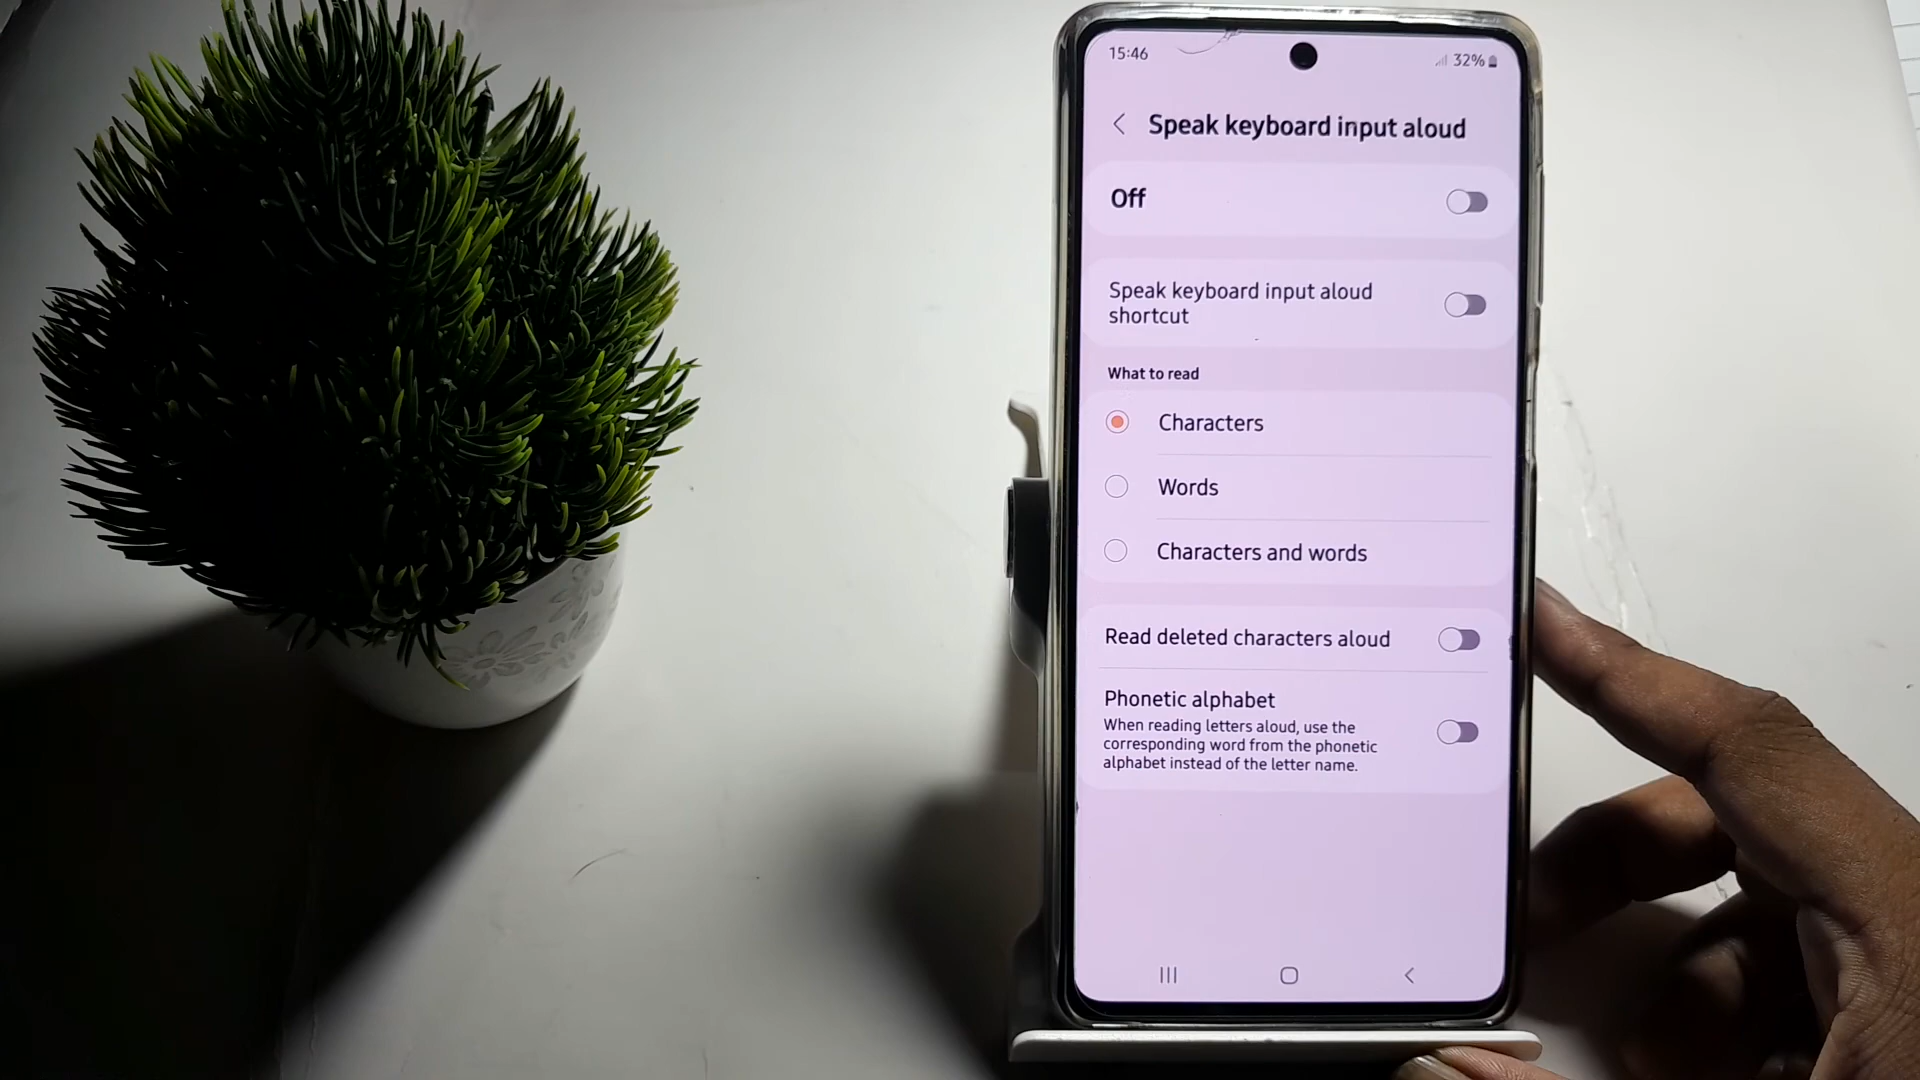 15:46
32%
Speak keyboard input aloud
Off
Speak keyboard input aloud
shortcut
What to read
Characters
Words
Characters and words
Read deleted characters aloud
Phonetic alphabet
When reading letters aloud, use the
corresponding word from the phonetic
alphabet instead of the letter name.